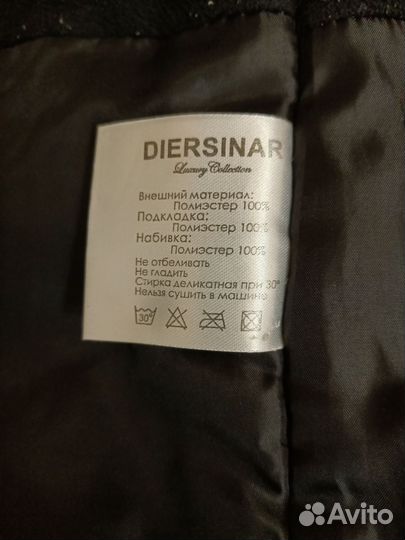 DIERSINAR
Luxury Collection
Внешний материал:
Полиэстер 100%
Подкладка:
Полиэстер 100%
Набивка:
Полиэстер 100%
Не отбеливать
Не гладить
Стирка деликатная при 30°
Нельзя сушить в машино
30°
Avito